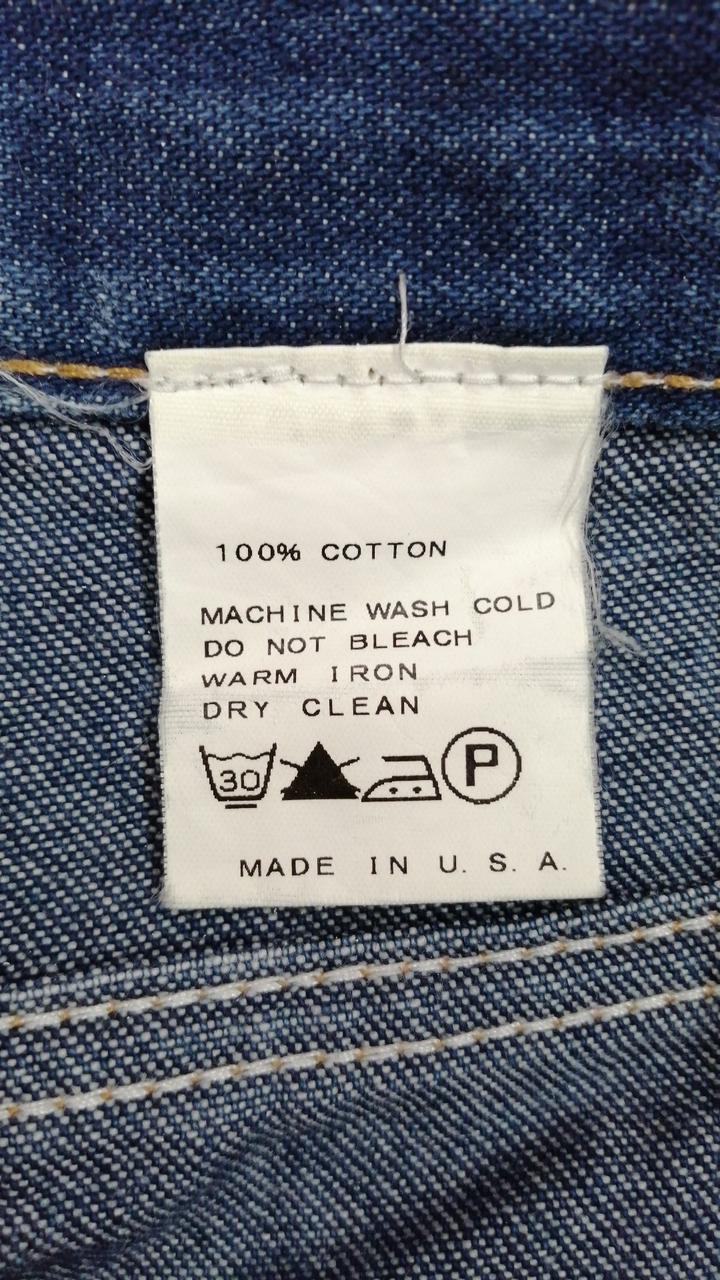 100% COTTON
MACHINE WASH COLD
DO NOT BLEACH
WARM IRON
DRY CLEAN
30 P
MADE IN U. S. A.